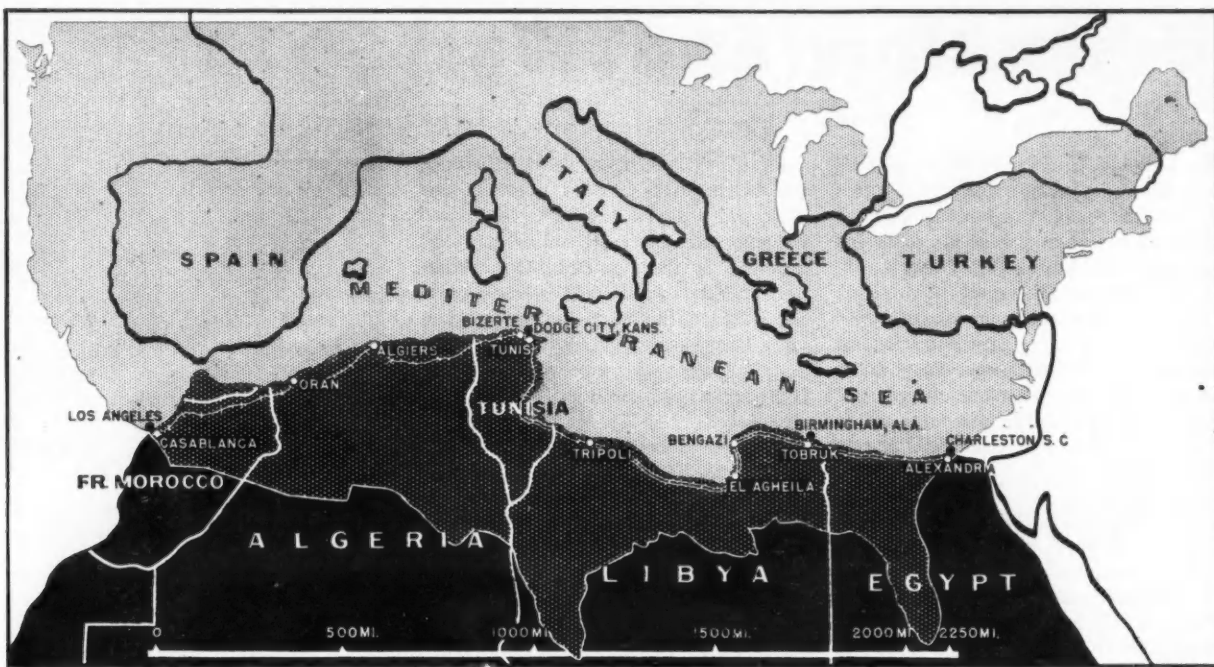 SPAIN
ITALY
GREECE
TURKEY
MEDITERRANEAN SEA
BIZERTE
DODGE CITY, KANS.
ALGIERS
TUNIS
ORAN
TUNISIA
LOS ANGELES
CASABLANCA
BENGAZI
BIRMINGHAM, ALA.
TRIPOLI
TOBRUK
CHARLESTON S. C
ALEXANDRIA
FR. MOROCCO
EL AGHEILA
ALGERIA
LIBYA
EGYPT
0 500MI. 1000MI. 1500MI. 2000MI. 2250MI.